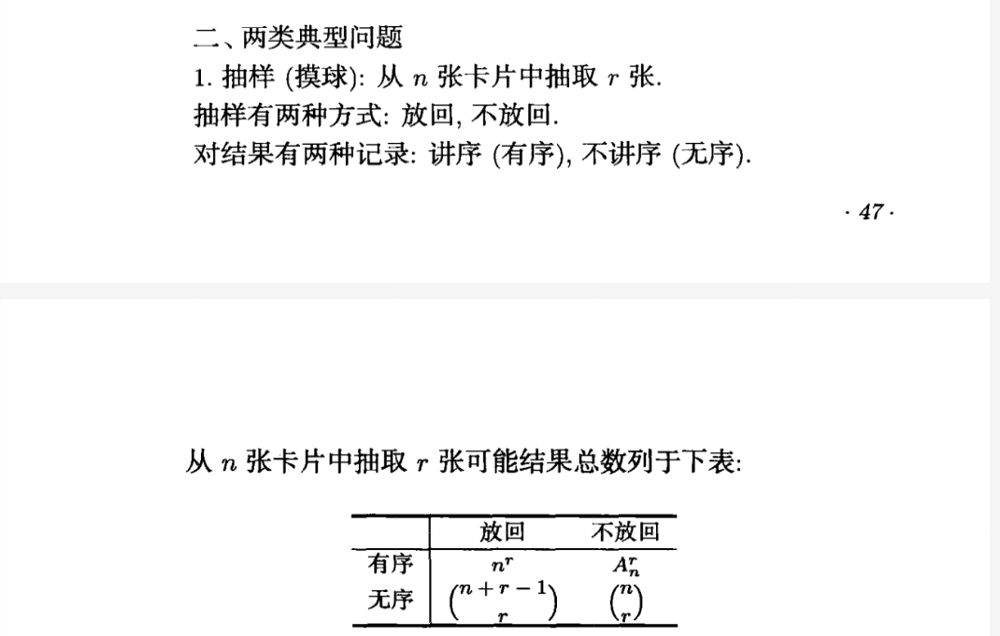 二、两类典型问题
1. 抽样 (摸球): 从 n 张卡片中抽取 r 张.
抽样有两种方式: 放回, 不放回.
对结果有两种记录: 讲序 (有序), 不讲序 (无序).
· 47 ·
从 n 张卡片中抽取 r 张可能结果总数列于下表:
放回 不放回
有序 n^r A_n^r
无序 \binom{n+r-1}{r} \binom{n}{r}